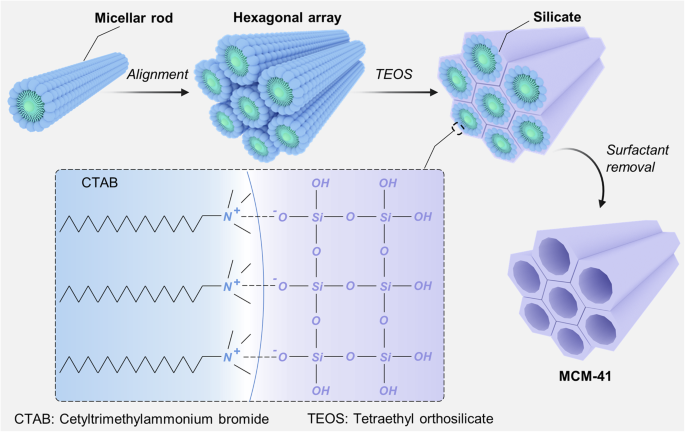 Micellar rod
Hexagonal array
Silicate
Alignment
TEOS
Surfactant
removal
CTAB
OH OH
N + - O Si O Si OH
O O
N + - O Si O Si OH
O O
N + - O Si O Si OH
OH OH
MCM-41
CTAB: Cetyltrimethylammonium bromide
TEOS: Tetraethyl orthosilicate